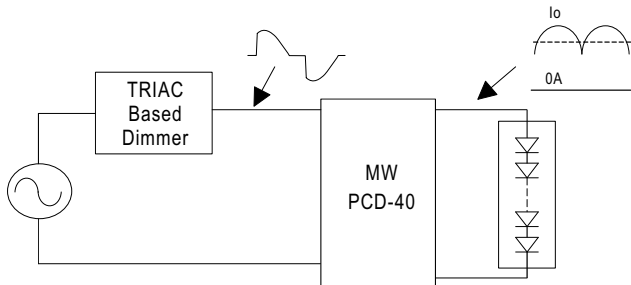 Io
0A
TRIAC
Based
Dimmer
MW
PCD-40